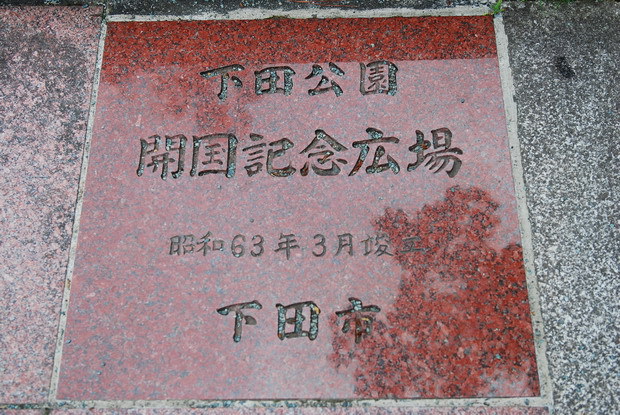 下田公園
開国記念広場
昭和63年3月竣工
下田市